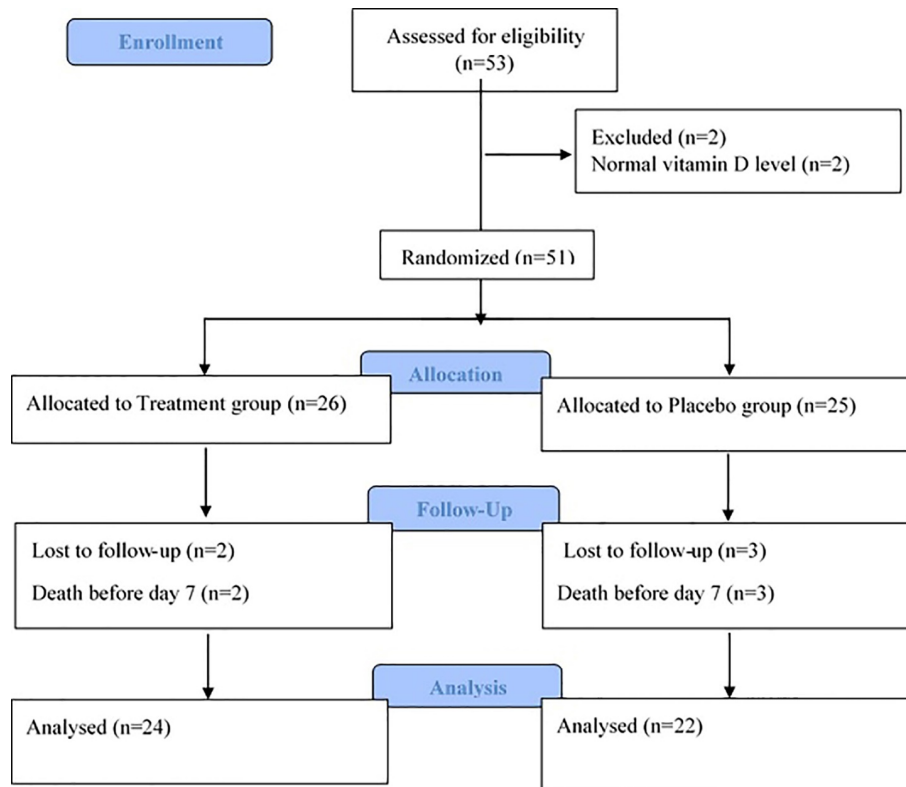 Enrollment
Assessed for eligibility
(n=53)
Excluded (n=2)
Normal vitamin D level (n=2)
Randomized (n=51)
Allocation
Allocated to Treatment group (n=26)
Allocated to Placebo group (n=25)
Follow-Up
Lost to follow-up (n=2)
Death before day 7 (n=2)
Lost to follow-up (n=3)
Death before day 7 (n=3)
Analysis
Analysed (n=24)
Analysed (n=22)